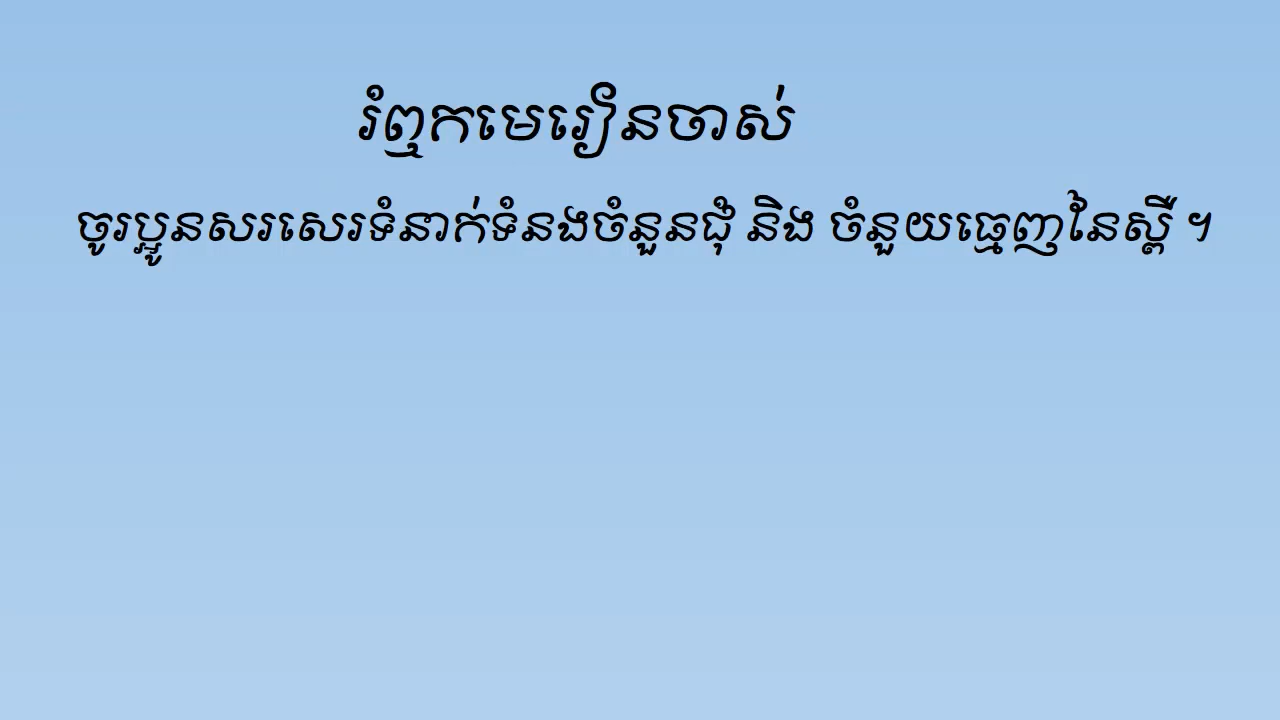 រំឮកមេរៀនចាស់
ចូរប្អូនសរសេរទំនាក់ទំនងចំនួនជុំ និង ចំនួយធ្មេញនៃស្ពឺ ។